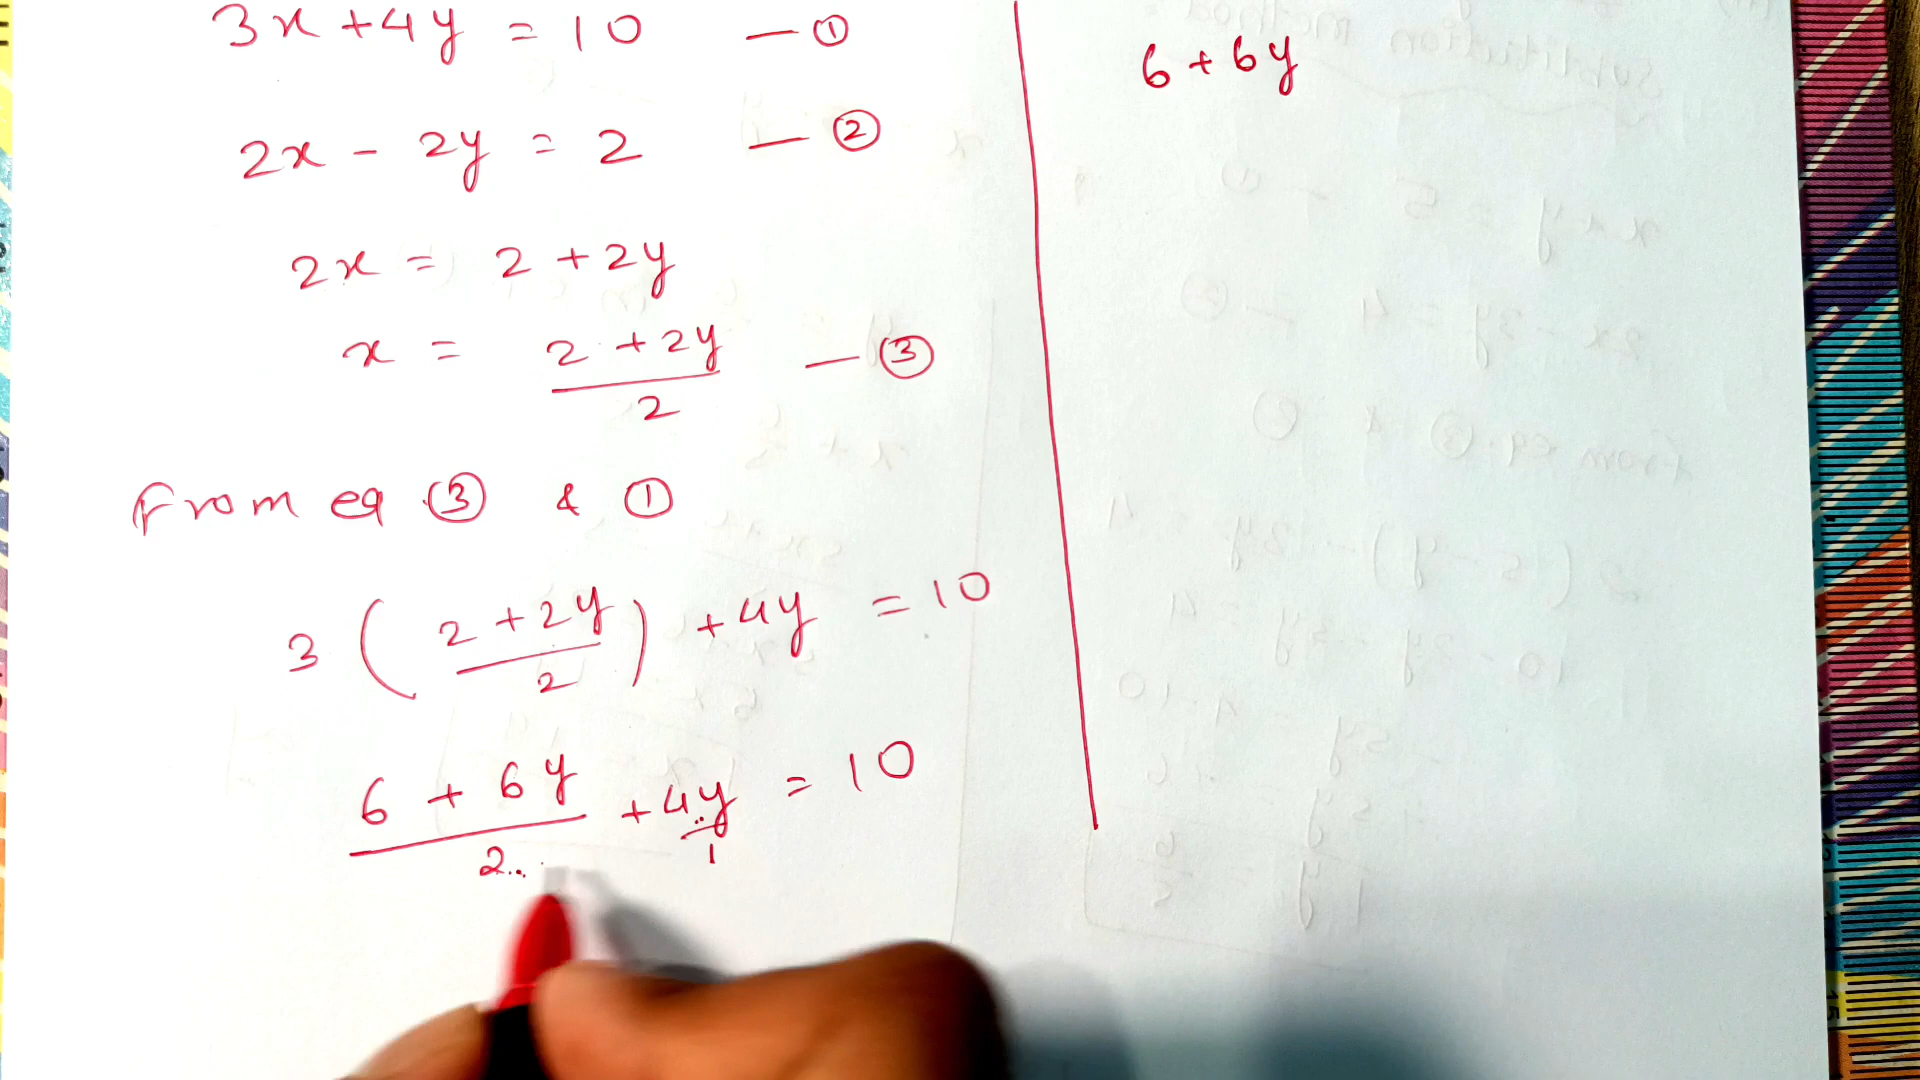 3x + 4y = 10 — ①
2x - 2y = 2 — ②
2x = 2 + 2y
x = 2 + 2y / 2 — ③
From eq ③ & ①
3 ( 2 + 2y / 2 ) + 4y = 10
6 + 6y / 2 + 4y / 1 = 10
6 + 6y